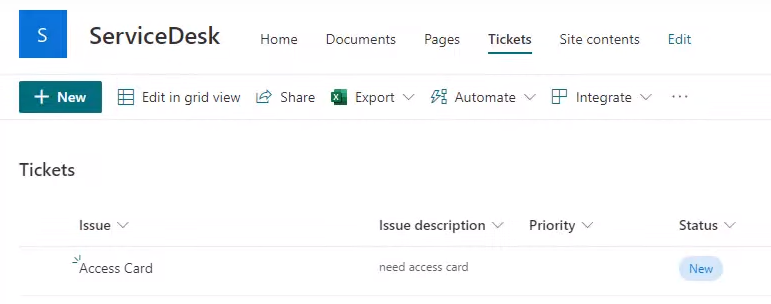 S
ServiceDesk
Home Documents Pages Tickets Site contents Edit
+ New Edit in grid view Share Export Automate Integrate ...
Tickets
Issue Issue description Priority Status
Access Card need access card New